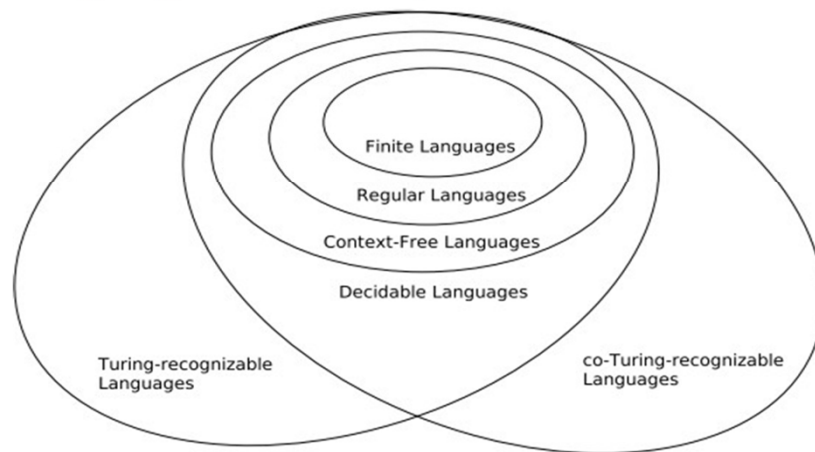 Finite Languages
Regular Languages
Context-Free Languages
Decidable Languages
Turing-recognizable
Languages
co-Turing-recognizable
Languages